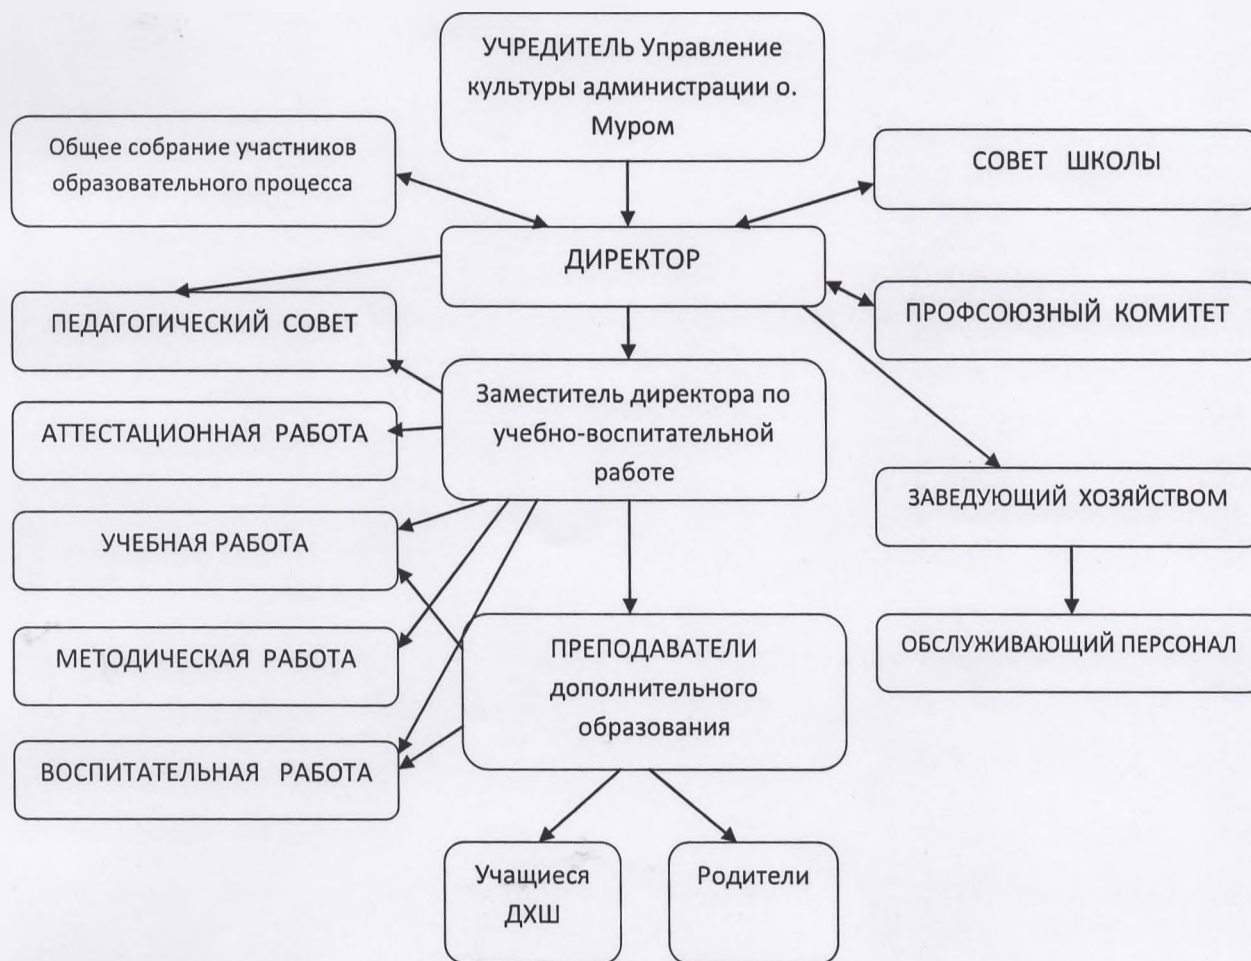 УЧРЕДИТЕЛЬ Управление
культуры администрации о.
Муром
Общее собрание участников
образовательного процесса
СОВЕТ ШКОЛЫ
ДИРЕКТОР
ПЕДАГОГИЧЕСКИЙ СОВЕТ
ПРОФСОЮЗНЫЙ КОМИТЕТ
Заместитель директора по
учебно-воспитательной
работе
АТТЕСТАЦИОННАЯ РАБОТА
ЗАВЕДУЮЩИЙ ХОЗЯЙСТВОМ
УЧЕБНАЯ РАБОТА
МЕТОДИЧЕСКАЯ РАБОТА
ПРЕПОДАВАТЕЛИ
дополнительного
образования
ОБСЛУЖИВАЮЩИЙ ПЕРСОНАЛ
ВОСПИТАТЕЛЬНАЯ РАБОТА
Учащиеся
ДХШ
Родители